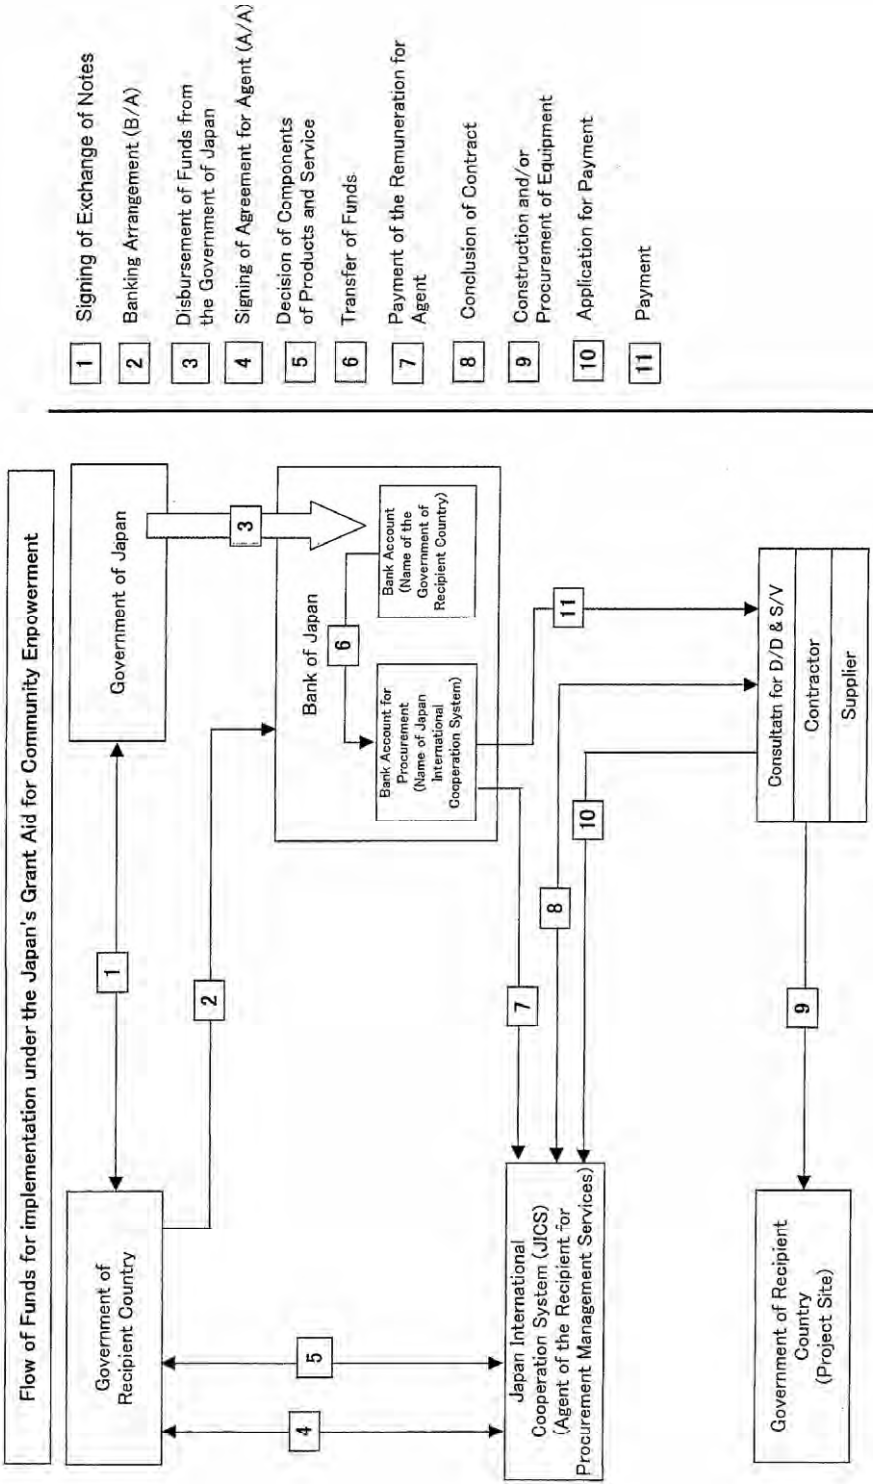 Flow of Funds for implementation under the Japan's Grant Aid for Community Enpowerment
Government of
Recipient Country
1
Government of Japan
2
3
4
5
Bank of Japan
Bank Account
(Name of the
Government of
Recipient Country)
6
Bank Account for
Procurement
(Name of Japan
International
Cooperation System)
Japan International
Cooperation System (JICS)
(Agent of the Recipient for
Procurement Management Services)
7
8
10
11
Consultatn for D/D & S/V
Contractor
Supplier
9
Government of Recipient
Country
(Project Site)
1 Signing of Exchange of Notes
2 Banking Arrangement (B/A)
3 Disbursement of Funds from
the Government of Japan
4 Signing of Agreement for Agent (A/A)
5 Decision of Components
of Products and Service
6 Transfer of Funds
7 Payment of the Remuneration for
Agent
8 Conclusion of Contract
9 Construction and/or
Procurement of Equipment
10 Application for Payment
11 Payment